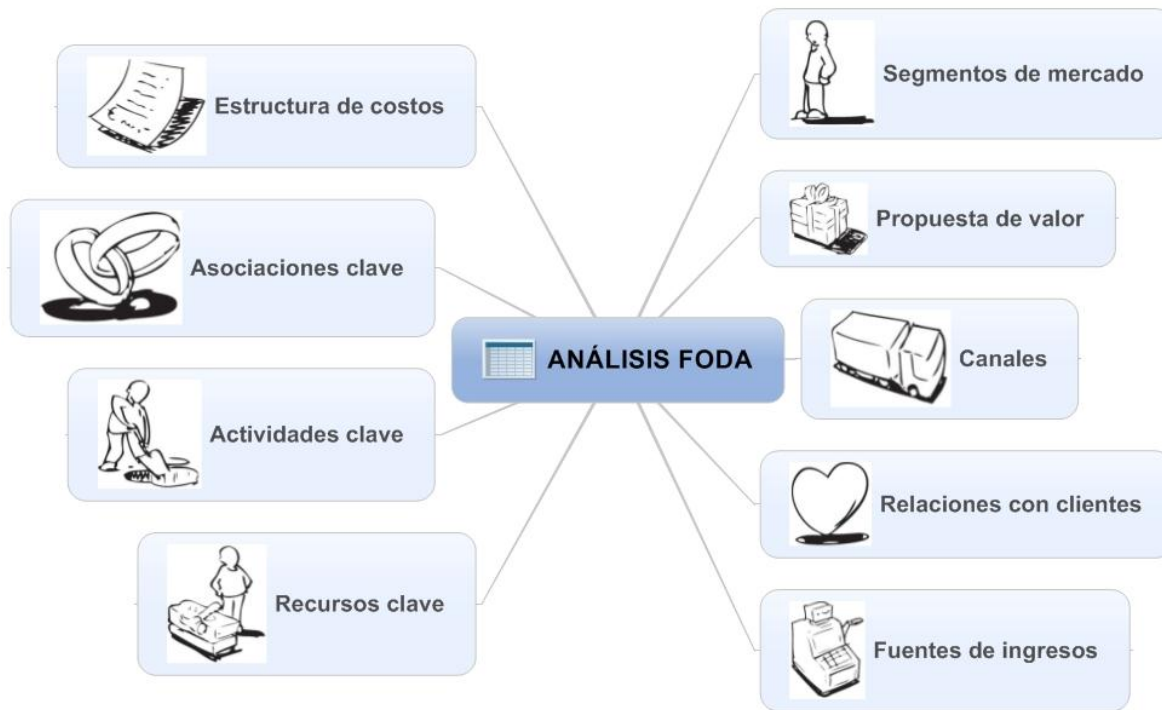 Estructura de costos
Asociaciones clave
Actividades clave
Recursos clave
ANÁLISIS FODA
Segmentos de mercado
Propuesta de valor
Canales
Relaciones con clientes
Fuentes de ingresos